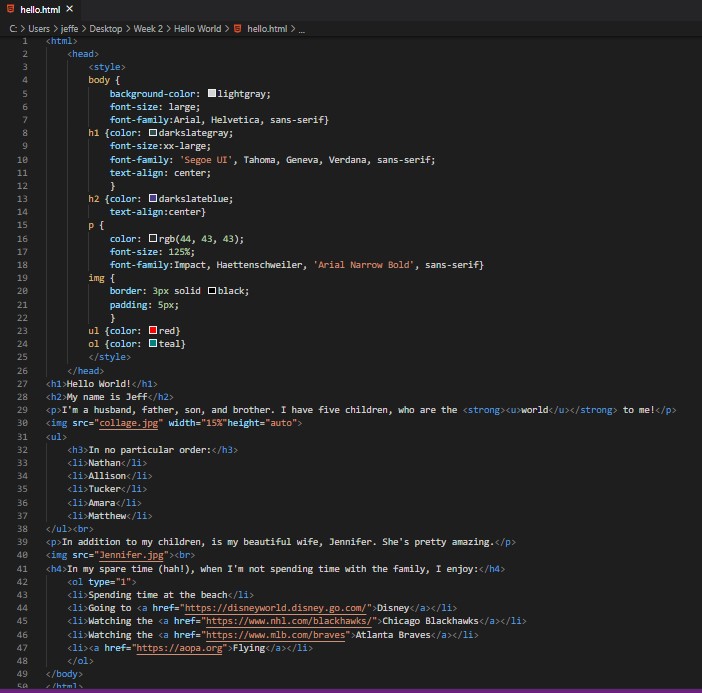 hello.html ×
C: > Users > jeffe > Desktop > Week 2 > Hello World > hello.html > ...
1 <html>
2 <head>
3 <style>
4 body {
5 background-color: lightgray;
6 font-size: large;
7 font-family:Arial, Helvetica, sans-serif}
8 h1 {color: darkslategray;
9 font-size:xx-large;
10 font-family: 'Segoe UI', Tahoma, Geneva, Verdana, sans-serif;
11 text-align: center;
12 }
13 h2 {color: darkslateblue;
14 text-align:center}
15 p {
16 color: rgb(44, 43, 43);
17 font-size: 125%;
18 font-family:Impact, Haettenschweiler, 'Arial Narrow Bold', sans-serif}
19 img {
20 border: 3px solid black;
21 padding: 5px;
22 }
23 ul {color: red}
24 ol {color: teal}
25 </style>
26 </head>
27 <h1>Hello World!</h1>
28 <h2>My name is Jeff</h2>
29 <p>I'm a husband, father, son, and brother. I have five children, who are the <strong><u>world</u></strong> to me!</p>
30 <img src="collage.jpg" width="15%"height="auto">
31 <ul>
32 <h3>In no particular order:</h3>
33 <li>Nathan</li>
34 <li>Allison</li>
35 <li>Tucker</li>
36 <li>Amara</li>
37 <li>Matthew</li>
38 </ul><br>
39 <p>In addition to my children, is my beautiful wife, Jennifer. She's pretty amazing.</p>
40 <img src="Jennifer.jpg"><br>
41 <h4>In my spare time (hah!), when I'm not spending time with the family, I enjoy:</h4>
42 <ol type="1">
43 <li>Spending time at the beach</li>
44 <li>Going to <a href="https://disneyworld.disney.go.com/">Disney</a></li>
45 <li>Watching the <a href="https://www.nhl.com/blackhawks/">Chicago Blackhawks</a></li>
46 <li>Watching the <a href="https://www.mlb.com/braves">Atlanta Braves</a></li>
47 <li><a href="https://aopa.org">Flying</a></li>
48 </ol>
49 </body>
50 </html>